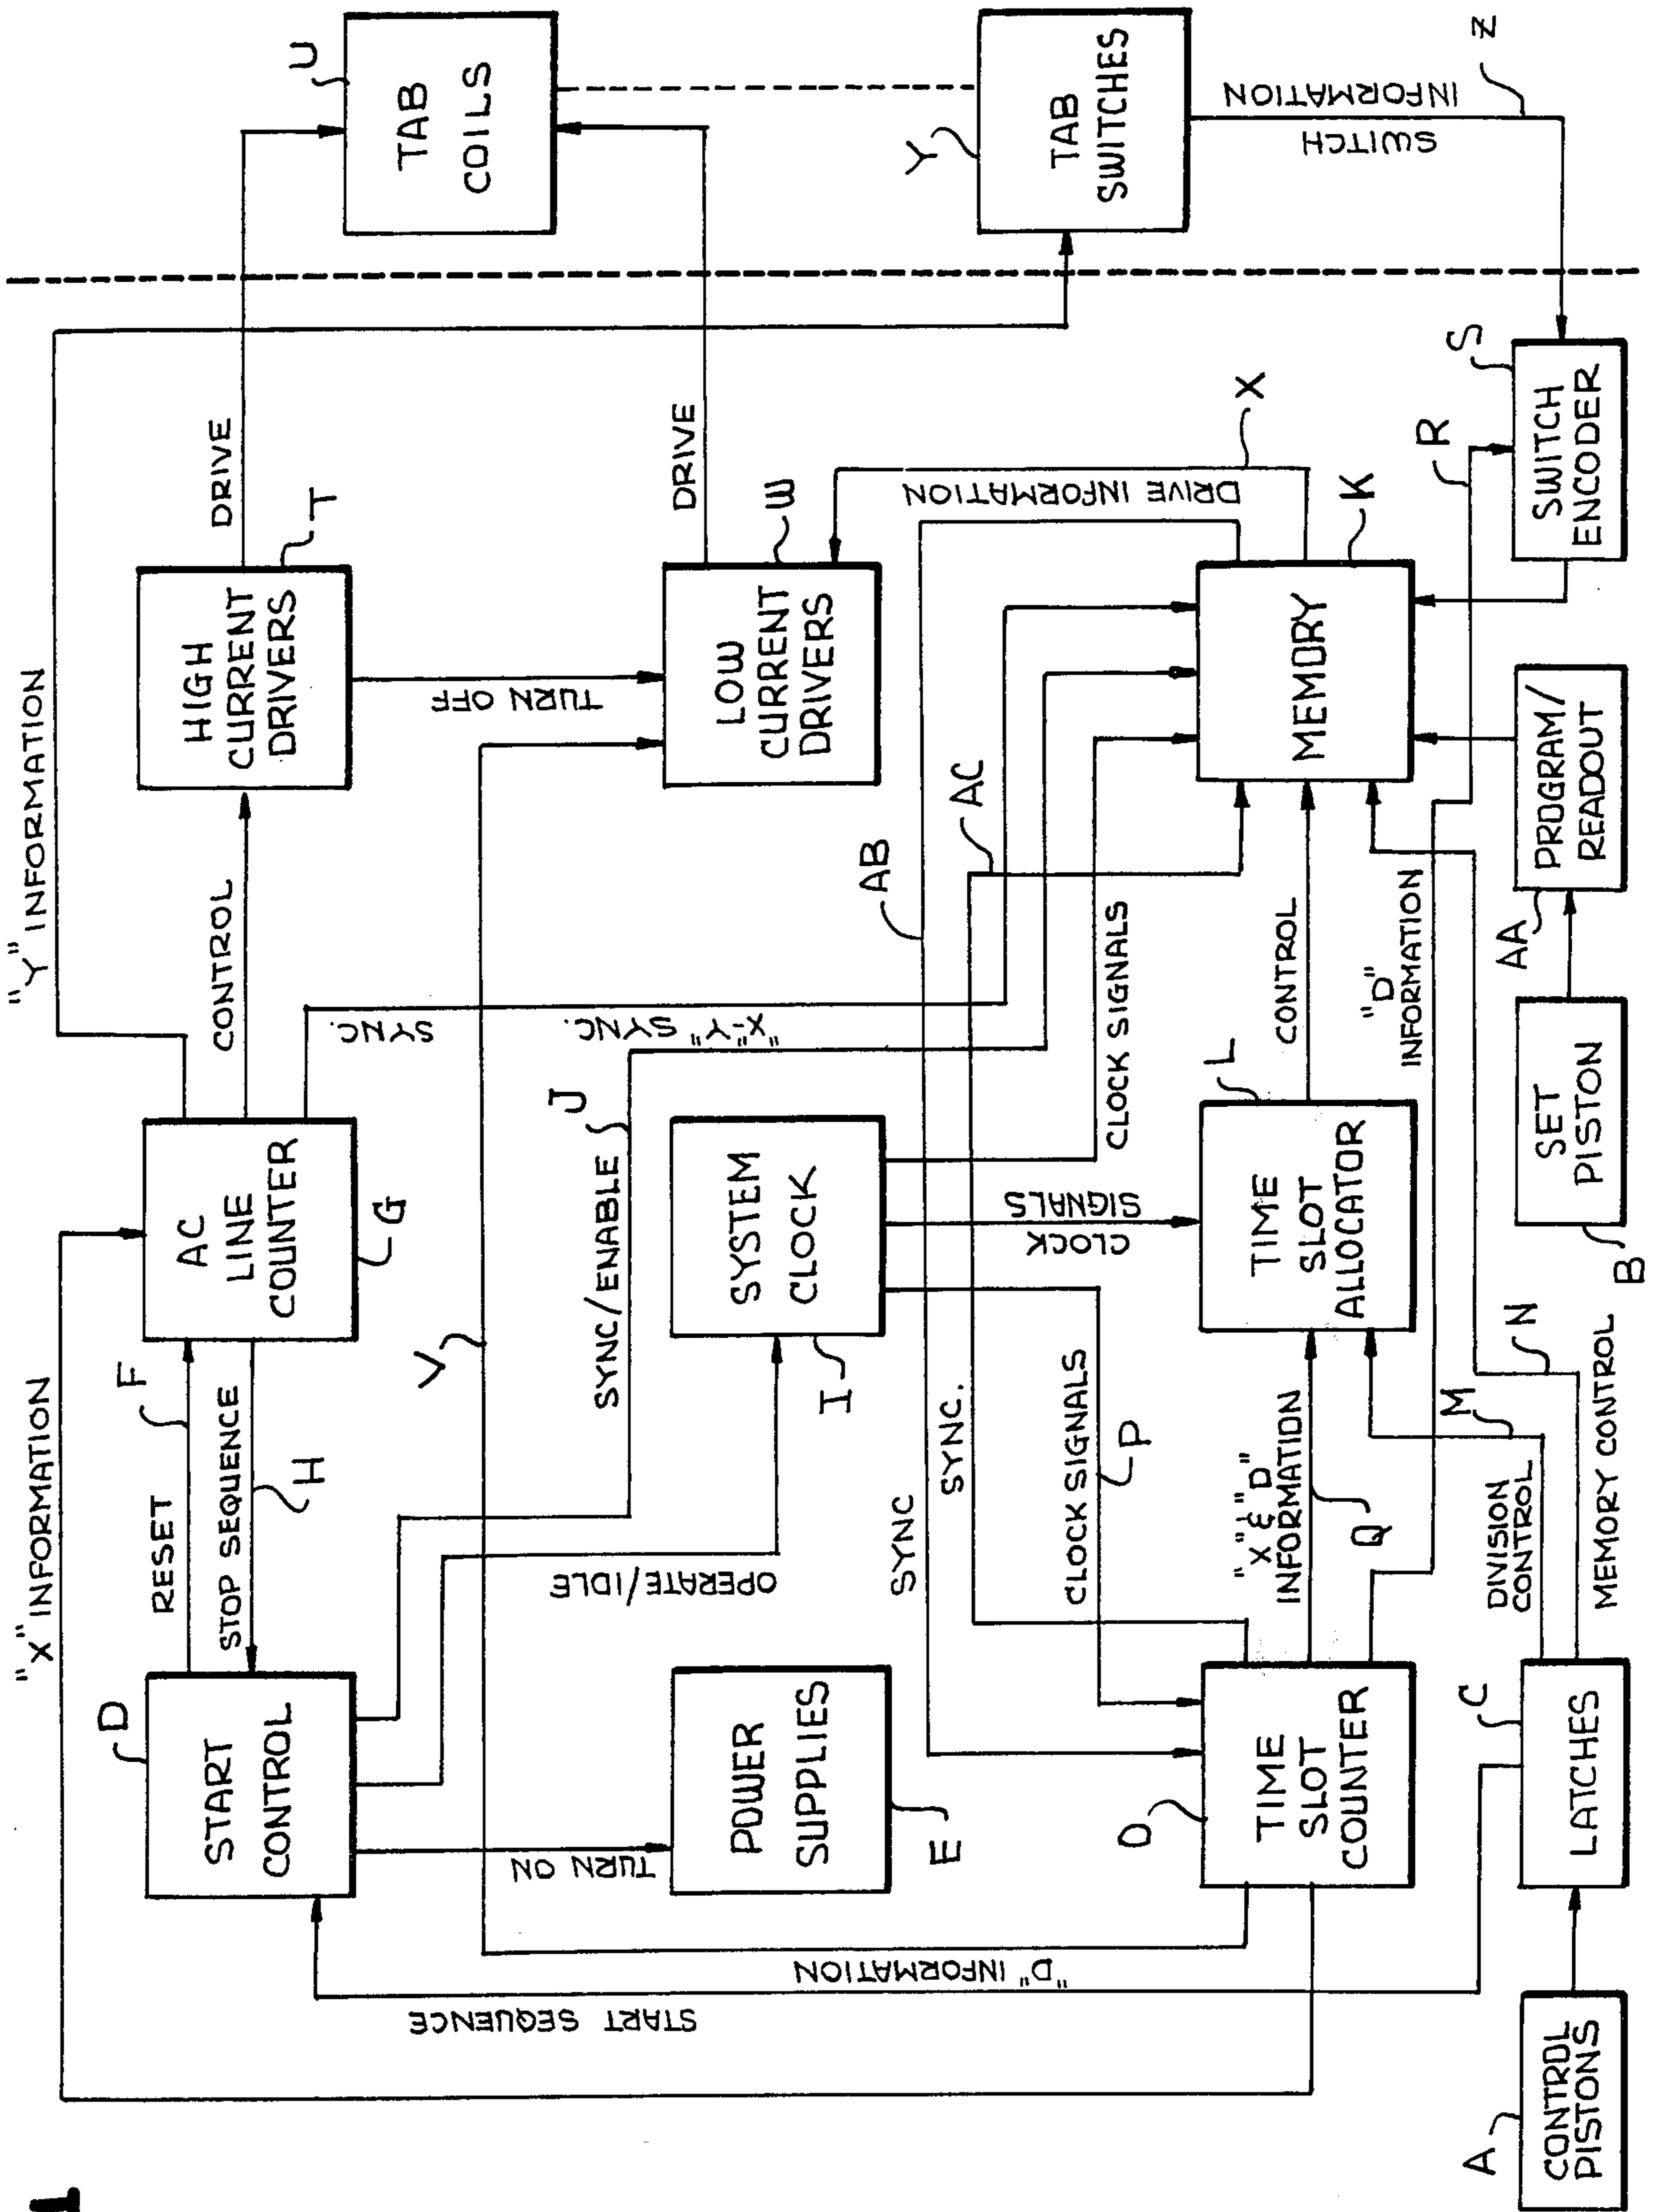 "X" INFORMATION
"Y" INFORMATION
D
START
CONTROL
RESET
F
STOP SEQUENCE
H
AC
LINE
COUNTER
G
CONTROL
HIGH
CURRENT
DRIVERS
T
DRIVE
U
TAB
COILS
TURN ON
OPERATE/IDLE
SYNC/ENABLE
J
V
SYNC.
"X-Y" SYNC.
TURN OFF
POWER
SUPPLIES
E
SYSTEM
CLOCK
I
LOW
CURRENT
DRIVERS
W
DRIVE
DRIVE INFORMATION
X
Y
TAB
SWITCHES
SWITCH
INFORMATION
Z
START SEQUENCE
"D" INFORMATION
SYNC
SYNC.
AB
AC
CLOCK SIGNALS
P
CLOCK
SIGNALS
CLOCK SIGNALS
O
TIME
SLOT
COUNTER
"X" & "D"
INFORMATION
Q
TIME
SLOT
ALLOCATOR
L
CONTROL
"D"
INFORMATION
MEMORY
K
R
S
SWITCH
ENCODER
A
CONTROL
PISTONS
C
LATCHES
DIVISION
CONTROL
M
MEMORY CONTROL
N
B
SET
PISTON
AA
PROGRAM/
READOUT
1